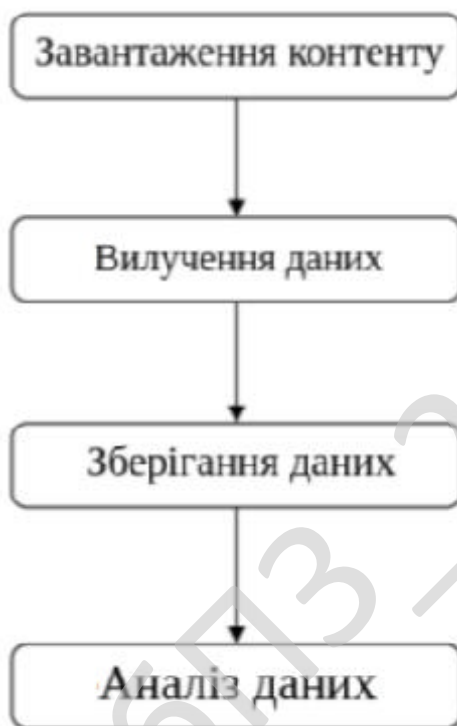 Завантаження контенту
Вилучення даних
Зберігання даних
Аналіз даних